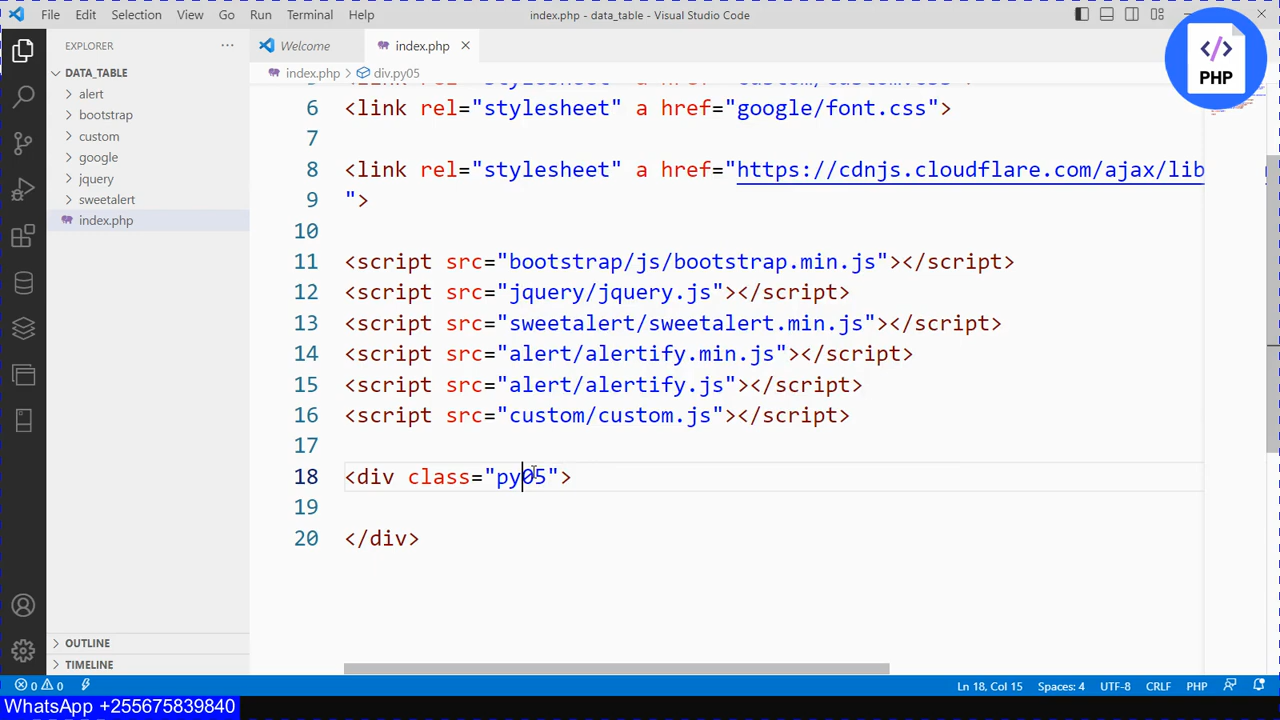 File Edit Selection View Go Run Terminal Help
index.php - data_table - Visual Studio Code
</>
PHP
EXPLORER
Welcome
index.php
index.php > div.py05
DATA_TABLE
alert
bootstrap
custom
google
jquery
sweetalert
index.php
6 <link rel="stylesheet" a href="google/font.css">
7
8 <link rel="stylesheet" a href="https://cdnjs.cloudflare.com/ajax/lib
9 ">
10
11 <script src="bootstrap/js/bootstrap.min.js"></script>
12 <script src="jquery/jquery.js"></script>
13 <script src="sweetalert/sweetalert.min.js"></script>
14 <script src="alert/alertify.min.js"></script>
15 <script src="alert/alertify.js"></script>
16 <script src="custom/custom.js"></script>
17
18 <div class="py05">
19
20 </div>
OUTLINE
TIMELINE
0 0
Ln 18, Col 15 Spaces: 4 UTF-8 CRLF PHP
WhatsApp +255675839840